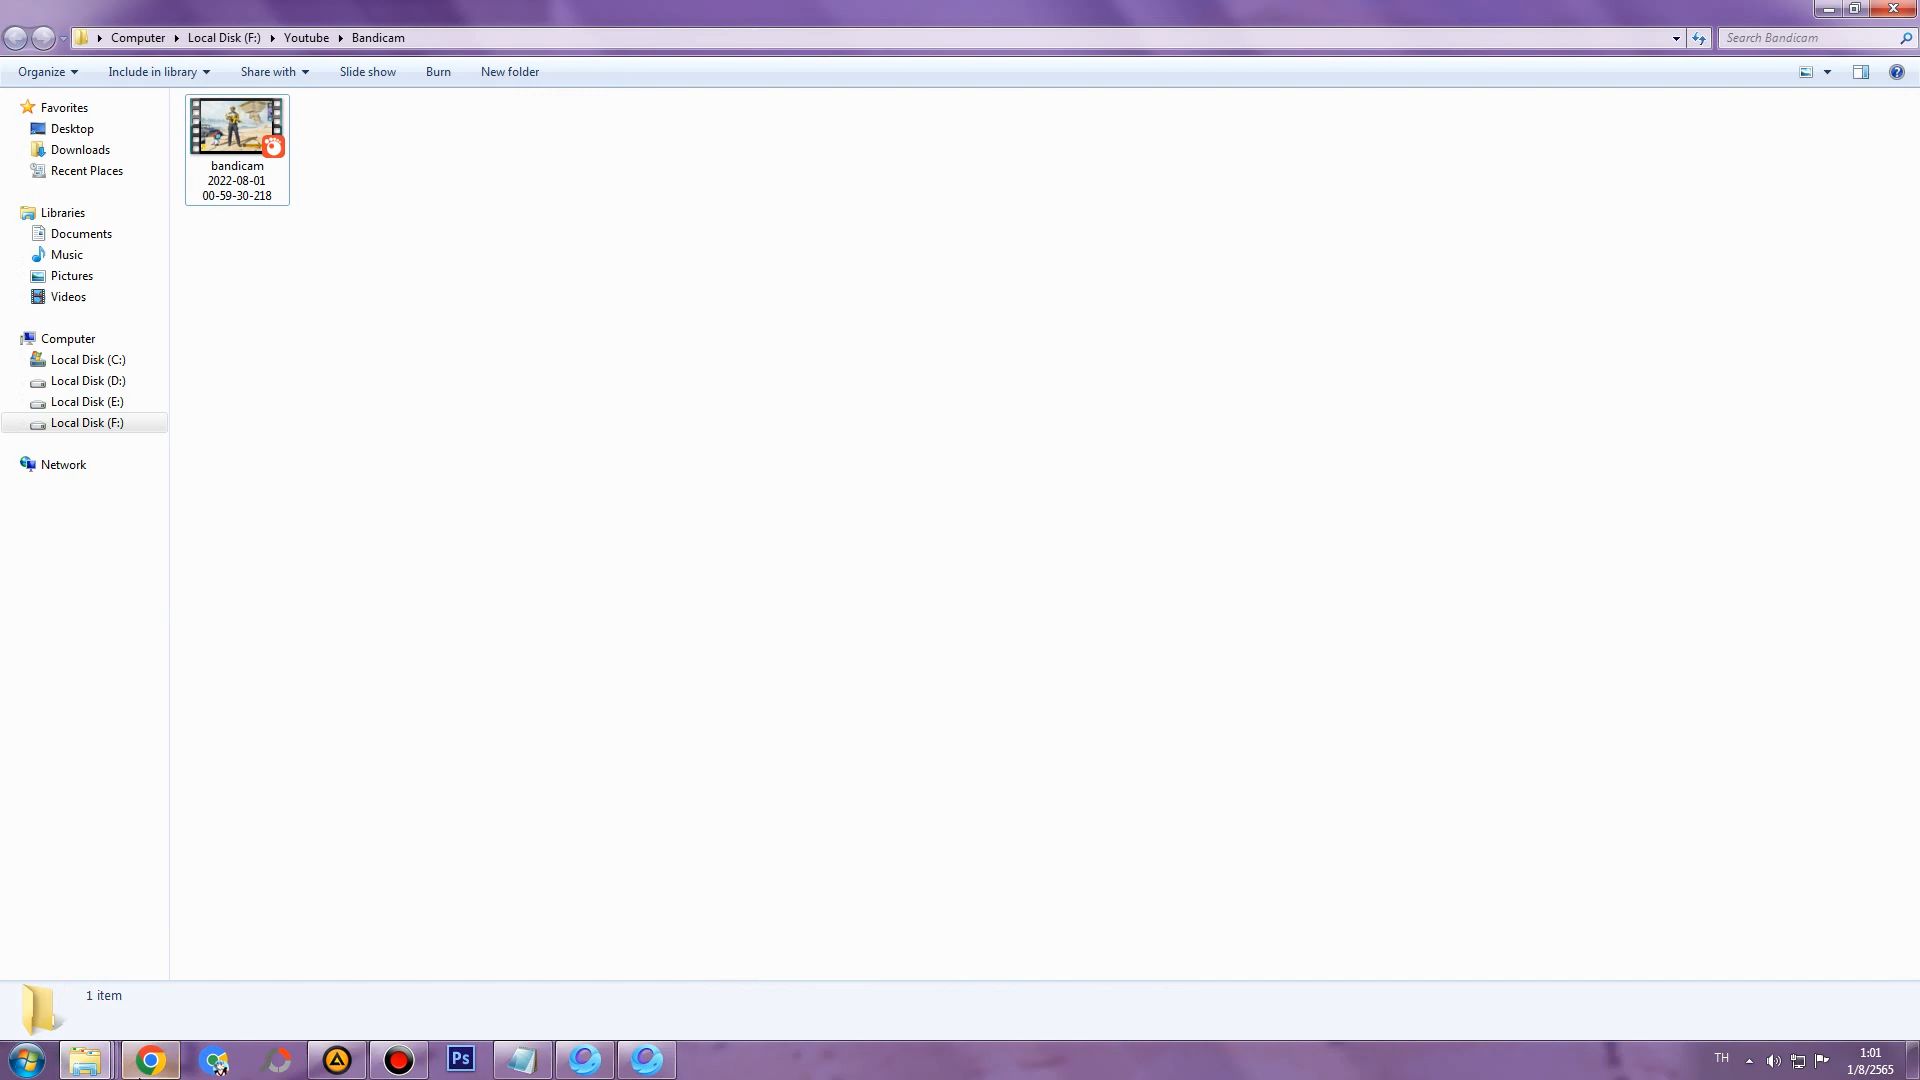 Computer Local Disk (F:) Youtube Bandicam
Search Bandicam
Organize Include in library Share with Slide show Burn New folder
Favorites
Desktop
Downloads
Recent Places
Libraries
Documents
Music
Pictures
Videos
Computer
Local Disk (C:)
Local Disk (D:)
Local Disk (E:)
Local Disk (F:)
Network
bandicam
2022-08-01
00-59-30-218
1 item
Ps
TH
1:01
1/8/2565